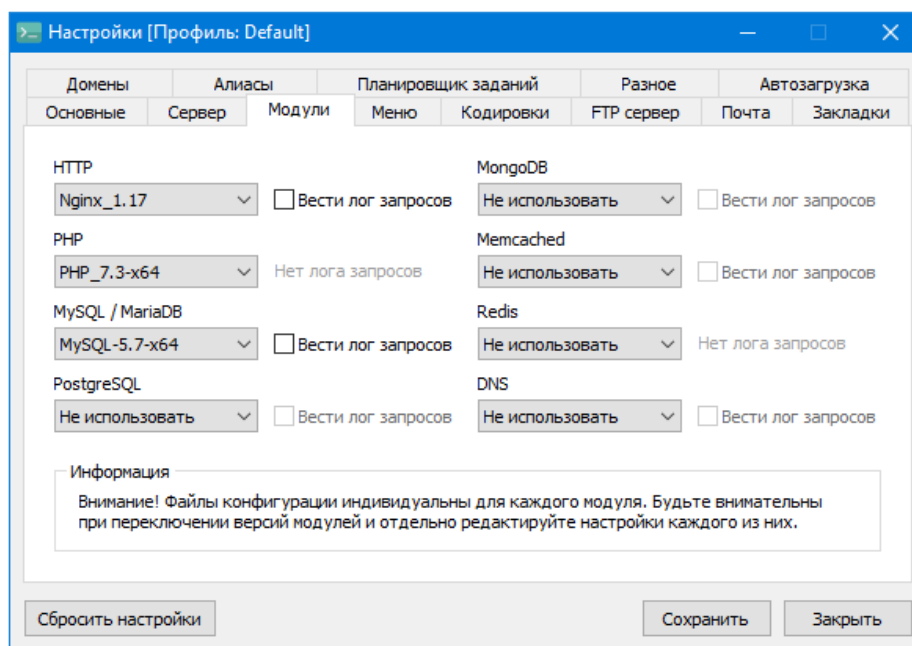 Настройки [Профиль: Default]
Домены Алиасы Планировщик заданий Разное Автозагрузка
Основные Сервер Модули Меню Кодировки FTP сервер Почта Закладки
HTTP MongoDB
Nginx_1.17 Вести лог запросов Не использовать Вести лог запросов
PHP Memcached
PHP_7.3-x64 Нет лога запросов Не использовать Вести лог запросов
MySQL / MariaDB Redis
MySQL-5.7-x64 Вести лог запросов Не использовать Нет лога запросов
PostgreSQL DNS
Не использовать Вести лог запросов Не использовать Вести лог запросов
Информация
Внимание! Файлы конфигурации индивидуальны для каждого модуля. Будьте внимательны
при переключении версий модулей и отдельно редактируйте настройки каждого из них.
Сбросить настройки Сохранить Закрыть